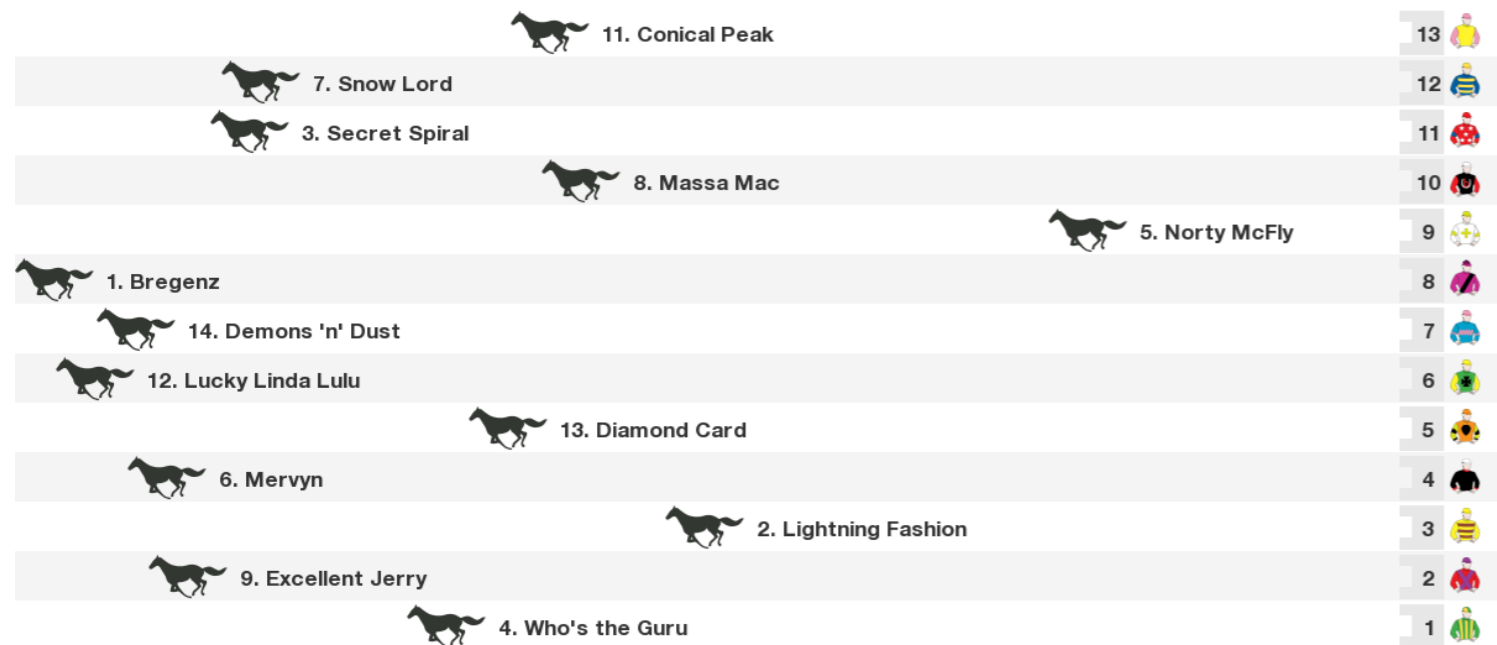 11. Conical Peak 13
7. Snow Lord 12
3. Secret Spiral 11
8. Massa Mac 10
5. Norty McFly 9
1. Bregenz 8
14. Demons 'n' Dust 7
12. Lucky Linda Lulu 6
13. Diamond Card 5
6. Mervyn 4
2. Lightning Fashion 3
9. Excellent Jerry 2
4. Who's the Guru 1